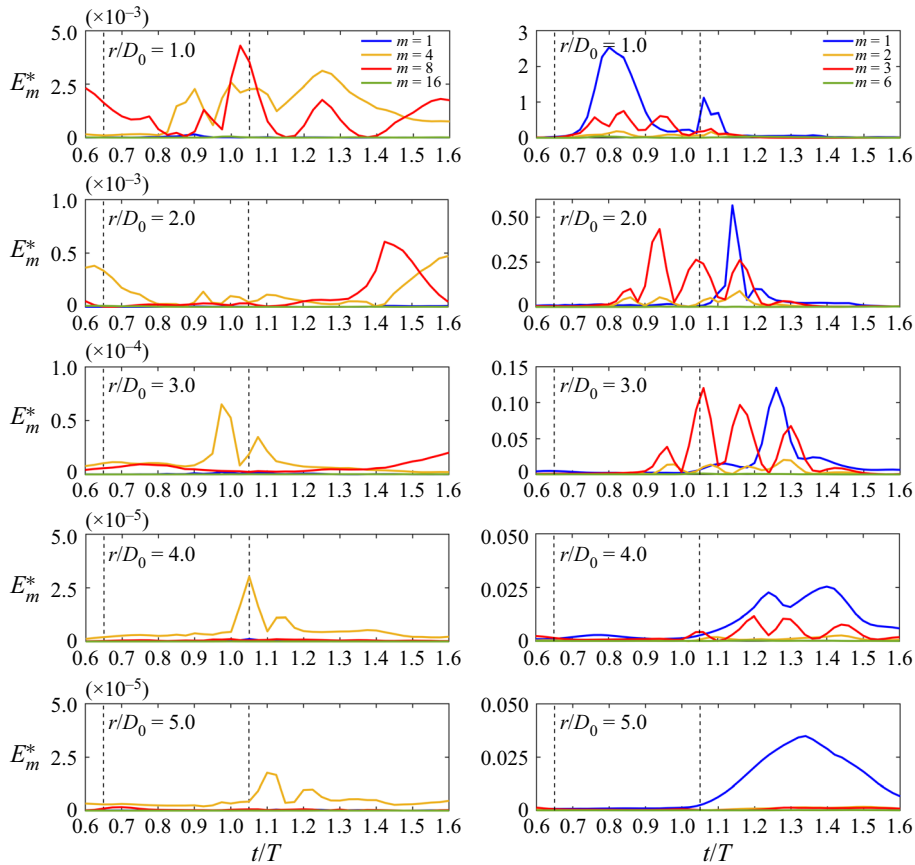 (×10⁻³)
5.0
2.5
0
E*m
r/D0 = 1.0
m = 1
m = 4
m = 8
m = 16
0.6 0.7 0.8 0.9 1.0 1.1 1.2 1.3 1.4 1.5 1.6
3
2
1
0
r/D0 = 1.0
m = 1
m = 2
m = 3
m = 6
0.6 0.7 0.8 0.9 1.0 1.1 1.2 1.3 1.4 1.5 1.6
(×10⁻³)
1.0
0.5
0
E*m
r/D0 = 2.0
0.6 0.7 0.8 0.9 1.0 1.1 1.2 1.3 1.4 1.5 1.6
0.50
0.25
0
r/D0 = 2.0
0.6 0.7 0.8 0.9 1.0 1.1 1.2 1.3 1.4 1.5 1.6
(×10⁻⁴)
1.0
0.5
0
E*m
r/D0 = 3.0
0.6 0.7 0.8 0.9 1.0 1.1 1.2 1.3 1.4 1.5 1.6
0.15
0.10
0.05
0
r/D0 = 3.0
0.6 0.7 0.8 0.9 1.0 1.1 1.2 1.3 1.4 1.5 1.6
(×10⁻⁵)
5.0
2.5
0
E*m
r/D0 = 4.0
0.6 0.7 0.8 0.9 1.0 1.1 1.2 1.3 1.4 1.5 1.6
0.050
0.025
0
r/D0 = 4.0
0.6 0.7 0.8 0.9 1.0 1.1 1.2 1.3 1.4 1.5 1.6
(×10⁻⁵)
5.0
2.5
0
E*m
r/D0 = 5.0
0.6 0.7 0.8 0.9 1.0 1.1 1.2 1.3 1.4 1.5 1.6
t/T
0.050
0.025
0
r/D0 = 5.0
0.6 0.7 0.8 0.9 1.0 1.1 1.2 1.3 1.4 1.5 1.6
t/T